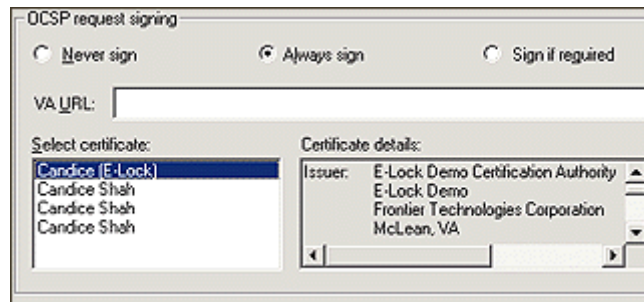 OCSP request signing
Never sign
Always sign
Sign if required
VA URL:
Select certificate:
Candice (E-Lock)
Candice Shah
Candice Shah
Candice Shah
Certificate details:
Issuer: E-Lock Demo Certification Authority
E-Lock Demo
Frontier Technologies Corporation
McLean, VA